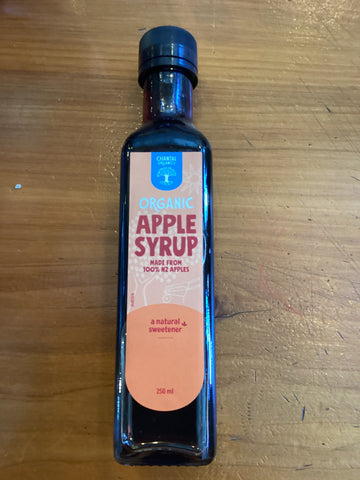 CHANTAL
ORGANICS
ORGANIC
APPLE
SYRUP
MADE FROM
100% NZ APPLES
a natural
sweetener
250 ml